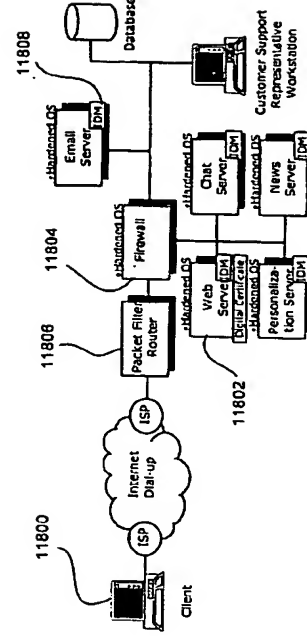 11800
Client
ISP
Internet
Dial-up
ISP
11806
Packet Filter
Router
11804
+Hardened OS
Firewall
+Hardened OS
Email
Server
IDM
11808
Database
Customer Support
Representative
Workstation
+Hardened OS
Web
Server
IDM
Digital Certificate
11802
+Hardened OS
Chat
Server
IDM
+Hardened OS
Personaliza-
tion Server
IDM
+Hardened OS
News
Server
IDM